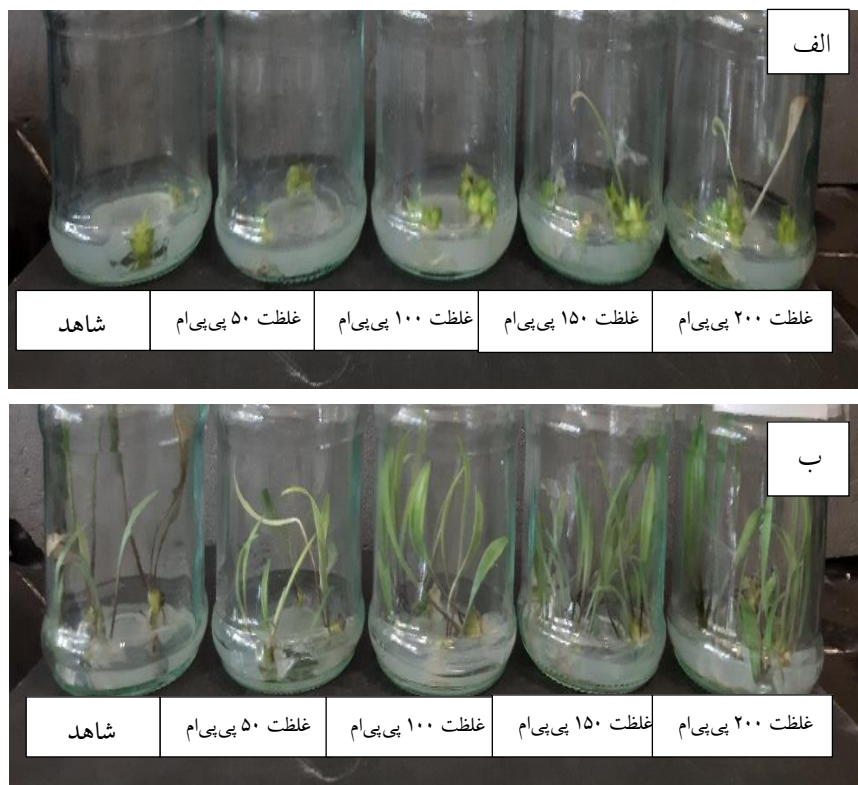 الف
شاهد
غلظت ۵۰ پی‌پی‌ام
غلظت ۱۰۰ پی‌پی‌ام
غلظت ۱۵۰ پی‌پی‌ام
غلظت ۲۰۰ پی‌پی‌ام
ب
شاهد
غلظت ۵۰ پی‌پی‌ام
غلظت ۱۰۰ پی‌پی‌ام
غلظت ۱۵۰ پی‌پی‌ام
غلظت ۲۰۰ پی‌پی‌ام